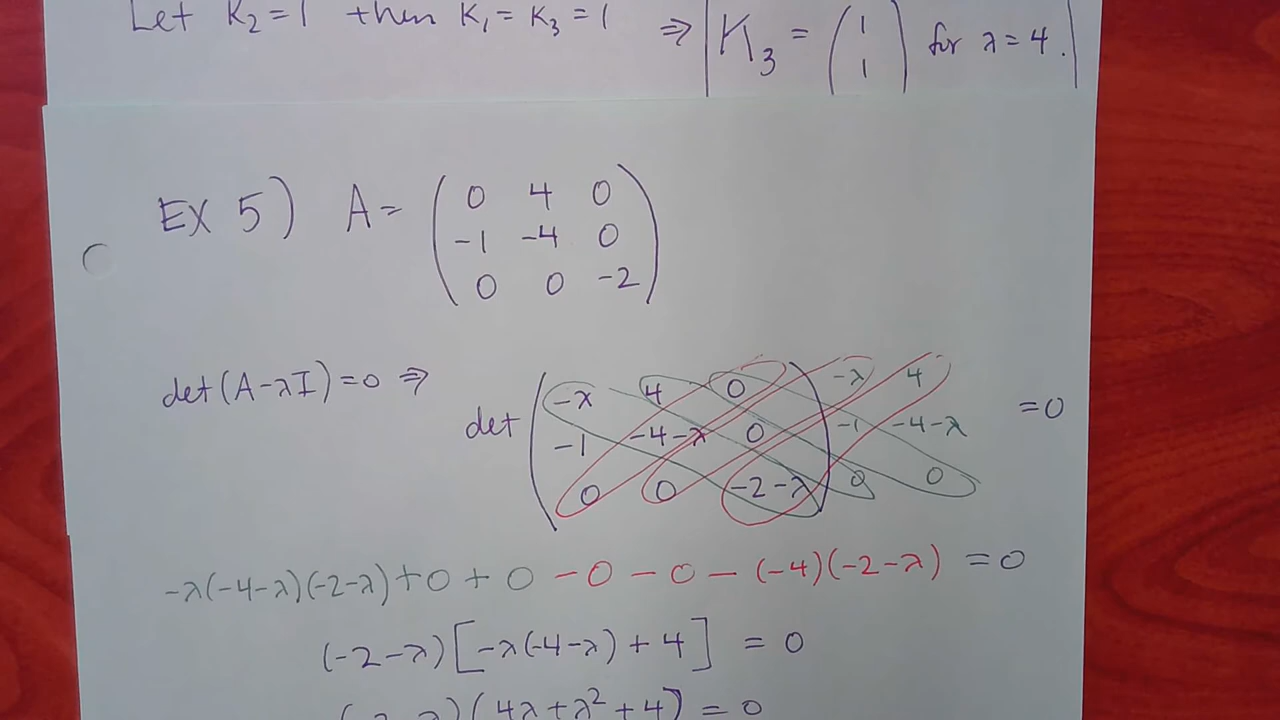 Let K₂ = 1 then K₁ = K₃ = 1 ⇒ K₃ = ( 1 1 ) for λ = 4.
EX 5) A = ( 0 4 0
-1 -4 0
0 0 -2 )
det(A-λI) = 0 ⇒ det ( -λ 4 0 ) -λ 4
-1 -4-λ 0 -1 -4-λ = 0
0 0 -2-λ 0 0
-λ(-4-λ)(-2-λ) + 0 + 0 - 0 - 0 - (-4)(-2-λ) = 0
(-2-λ)[-λ(-4-λ) + 4] = 0
(-2-λ)(4λ + λ² + 4) = 0